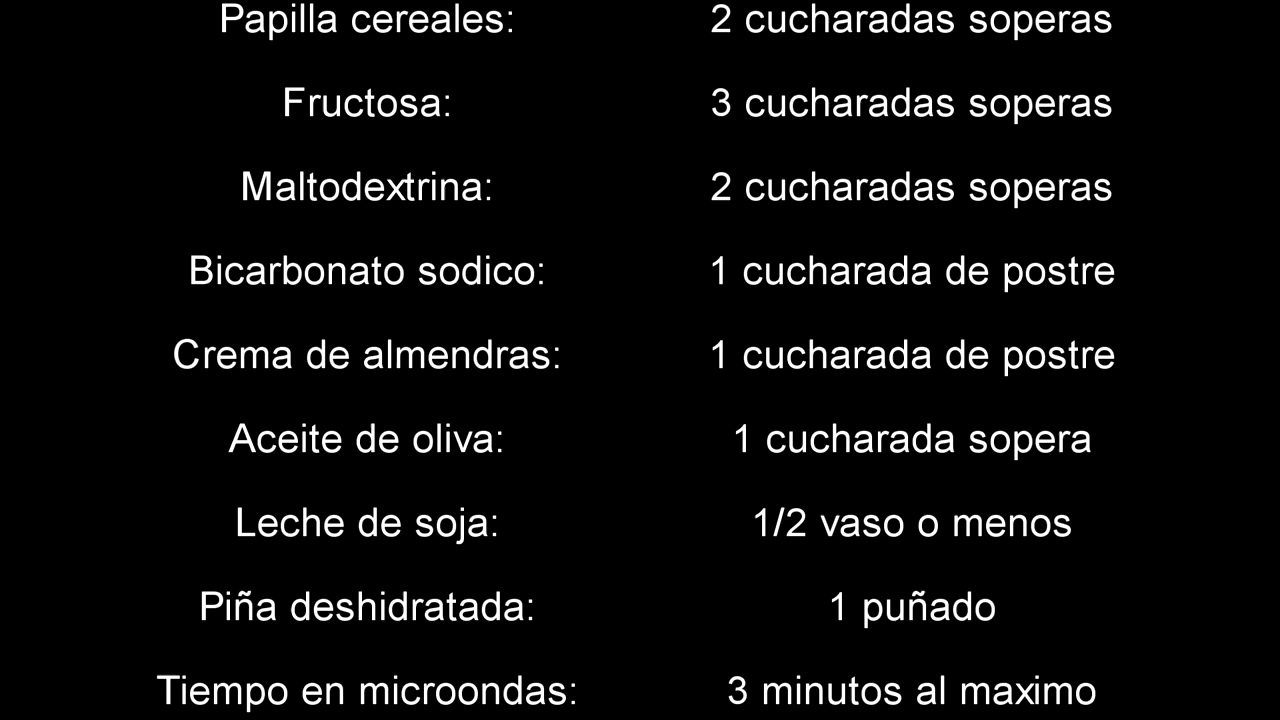 Papilla cereales: 2 cucharadas soperas
Fructosa: 3 cucharadas soperas
Maltodextrina: 2 cucharadas soperas
Bicarbonato sodico: 1 cucharada de postre
Crema de almendras: 1 cucharada de postre
Aceite de oliva: 1 cucharada sopera
Leche de soja: 1/2 vaso o menos
Piña deshidratada: 1 puñado
Tiempo en microondas: 3 minutos al maximo